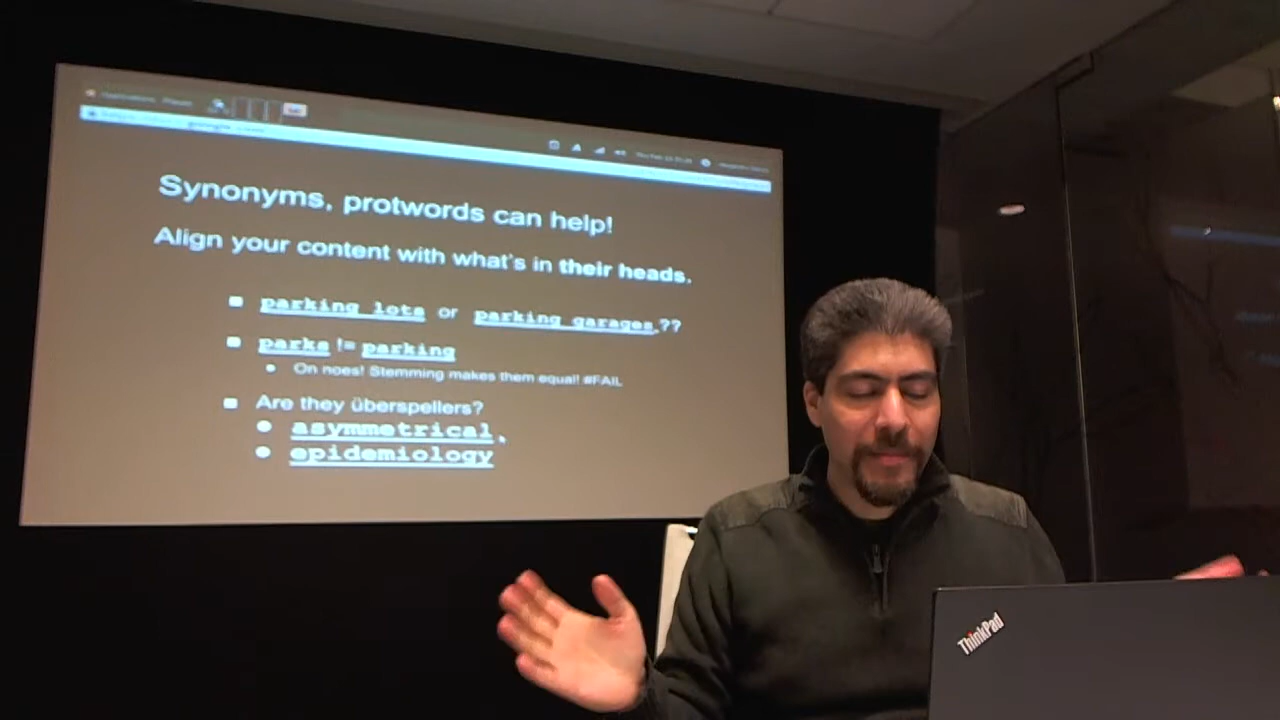 Synonyms, protwords can help!
Align your content with what's in their heads.
parking lots or parking garages ??
parks != parking
On noes! Stemming makes them equal! #FAIL
Are they überspellers?
asymmetrical,
epidemiology
ThinkPad